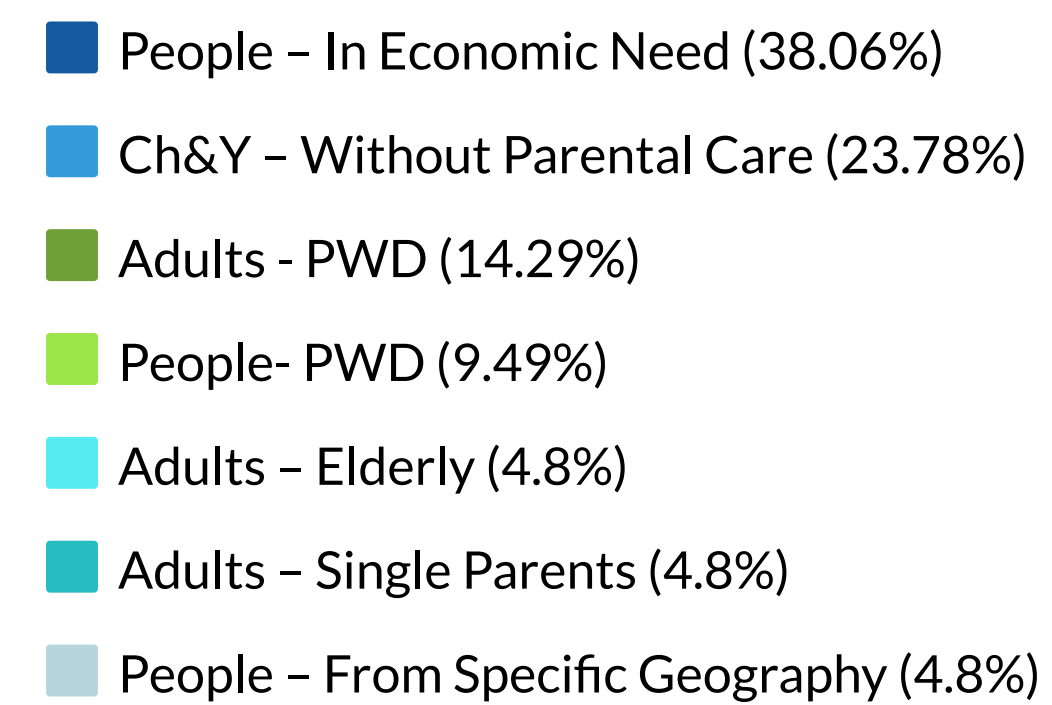 People – In Economic Need (38.06%)
Ch&Y – Without Parental Care (23.78%)
Adults - PWD (14.29%)
People- PWD (9.49%)
Adults – Elderly (4.8%)
Adults – Single Parents (4.8%)
People – From Specific Geography (4.8%)